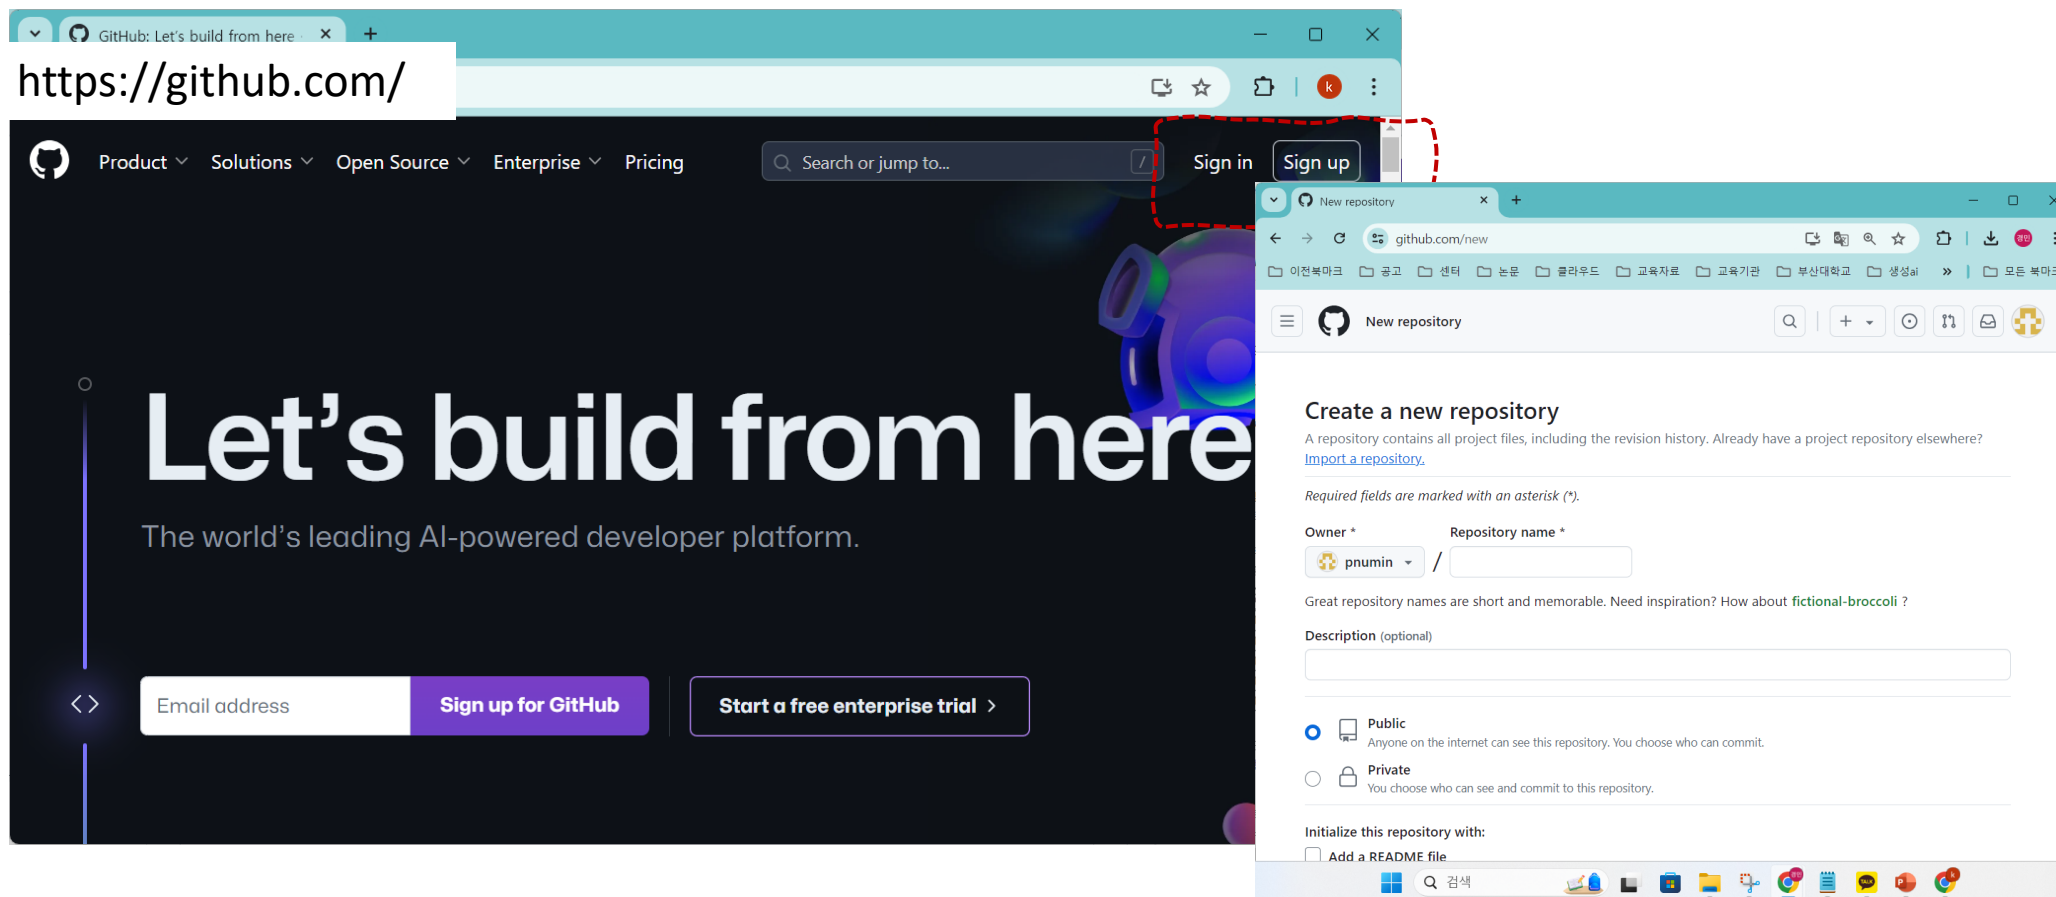 GitHub: Let's build from here
https://github.com/
k
Product Solutions Open Source Enterprise Pricing
Search or jump to... /
Sign in Sign up
Let's build from here
The world's leading AI-powered developer platform.
Email address Sign up for GitHub Start a free enterprise trial
New repository
github.com/new
경민
이전북마크 공고 센터 논문 클라우드 교육자료 교육기관 부산대학교 생성ai » 모든 북마크
New repository
Create a new repository
A repository contains all project files, including the revision history. Already have a project repository elsewhere?
Import a repository.
Required fields are marked with an asterisk (*).
Owner * Repository name *
pnumin /
Great repository names are short and memorable. Need inspiration? How about fictional-broccoli ?
Description (optional)
Public
Anyone on the internet can see this repository. You choose who can commit.
Private
You choose who can see and commit to this repository.
Initialize this repository with:
Add a README file
검색